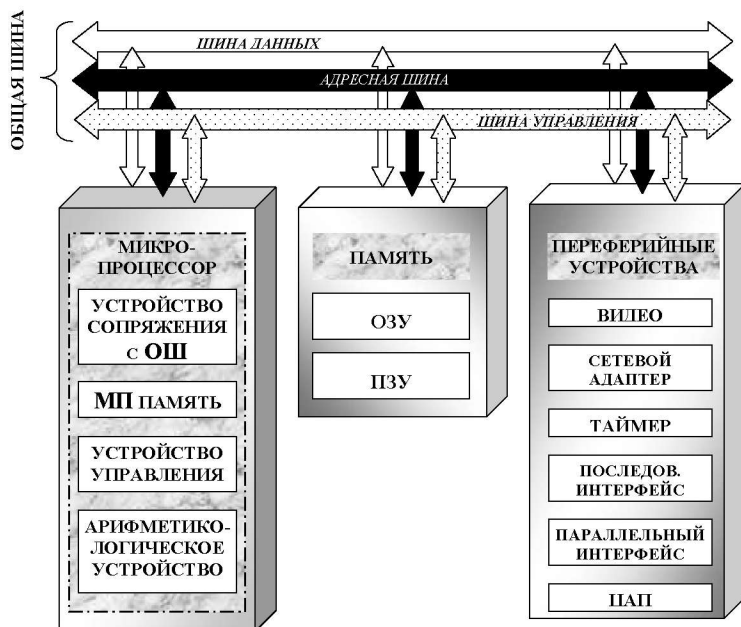 ОБЩАЯ ШИНА
ШИНА ДАННЫХ
АДРЕСНАЯ ШИНА
ШИНА УПРАВЛЕНИЯ
МИКРО-
ПРОЦЕССОР
УСТРОЙСТВО
СОПРЯЖЕНИЯ
С ОШ
МП ПАМЯТЬ
УСТРОЙСТВО
УПРАВЛЕНИЯ
АРИФМЕТИКО-
ЛОГИЧЕСКОЕ
УСТРОЙСТВО
ПАМЯТЬ
ОЗУ
ПЗУ
ПЕРЕФЕРИЙНЫЕ
УСТРОЙСТВА
ВИДЕО
СЕТЕВОЙ
АДАПТЕР
ТАЙМЕР
ПОСЛЕДОВ.
ИНТЕРФЕЙС
ПАРАЛЛЕЛЬНЫЙ
ИНТЕРФЕЙС
ЦАП